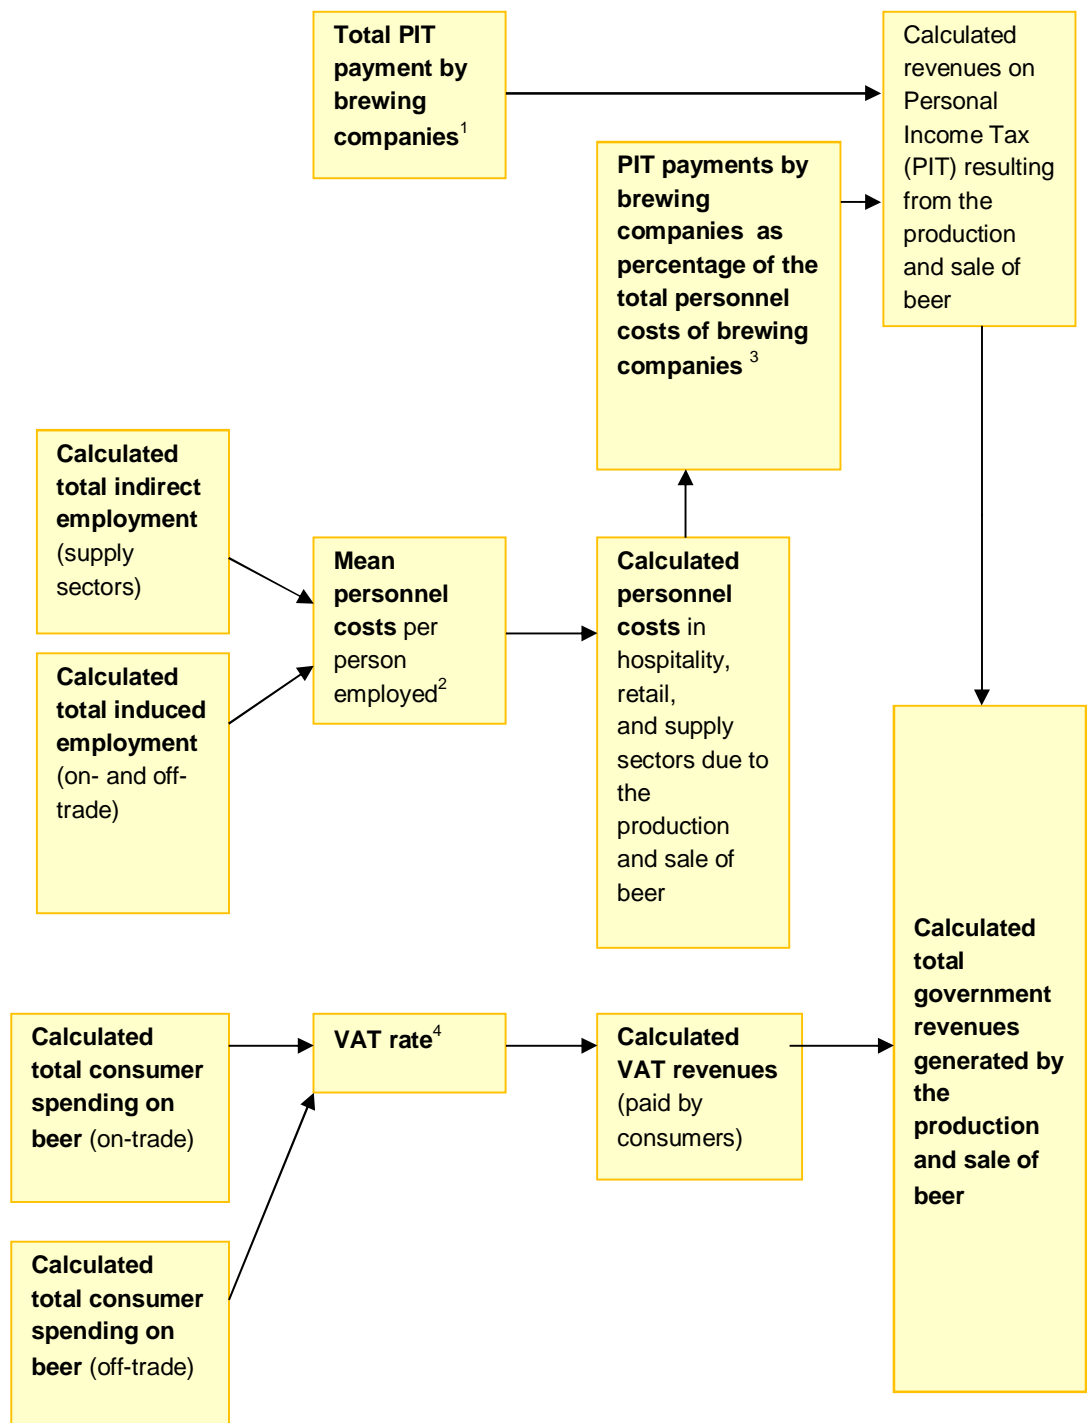 Total PIT
payment by
brewing
companies1
Calculated
revenues on
Personal
Income Tax
(PIT) resulting
from the
production
and sale of
beer
PIT payments by
brewing
companies as
percentage of the
total personnel
costs of brewing
companies 3
Calculated
total indirect
employment
(supply
sectors)
Mean
personnel
costs per
person
employed2
Calculated
personnel
costs in
hospitality,
retail,
and supply
sectors due to
the
production
and sale of
beer
Calculated
total induced
employment
(on- and off-
trade)
Calculated
total
government
revenues
generated by
the
production
and sale of
beer
Calculated
total consumer
spending on
beer (on-trade)
VAT rate4
Calculated
VAT revenues
(paid by
consumers)
Calculated
total consumer
spending on
beer (off-trade)